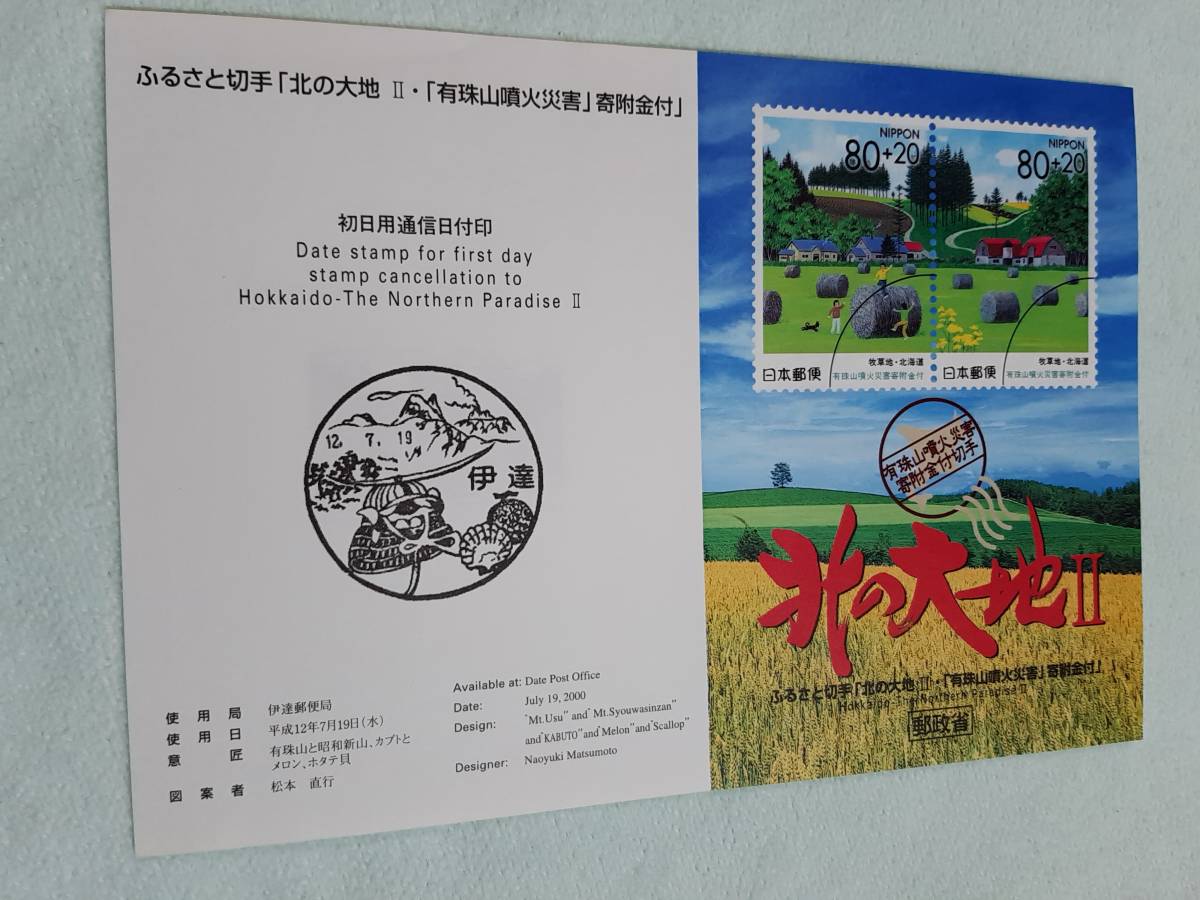 ふるさと切手「北の大地 Ⅱ・「有珠山噴火災害」寄附金付」
初日用通信日付印
Date stamp for first day
stamp cancellation to
Hokkaido-The Northern Paradise Ⅱ
12. 7. 19
伊達
使用局 伊達郵便局
使用日 平成12年7月19日(水)
意匠 有珠山と昭和新山、カブトと
メロン、ホタテ貝
図案者 松本 直行
Available at: Date Post Office
Date: July 19, 2000
Design: "Mt.Usu" and "Mt.Syouwasinzan"
and "KABUTO" and "Melon" and "Scallop"
Designer: Naoyuki Matsumoto
NIPPON
80+20
牧草地・北海道
日本郵便
有珠山噴火災害寄附金付
NIPPON
80+20
牧草地・北海道
日本郵便
有珠山噴火災害寄附金付
有珠山噴火災害
寄附金付切手
北の大地Ⅱ
ふるさと切手「北の大地 Ⅱ・「有珠山噴火災害」寄附金付」
Hokkaido-The Northern Paradise Ⅱ
郵政省